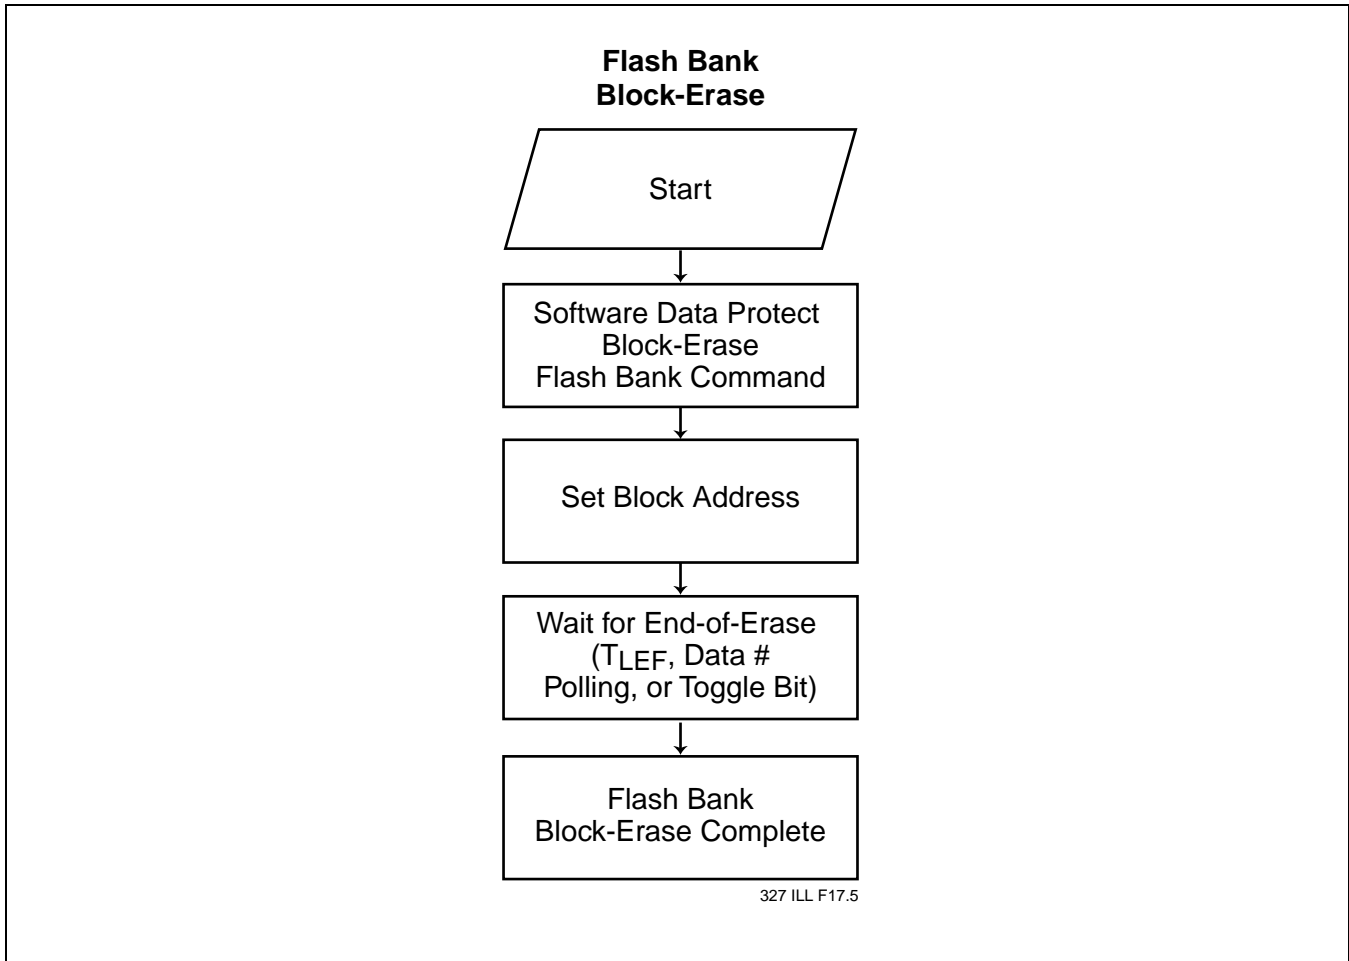 Flash Bank
Block-Erase
Start
Software Data Protect
Block-Erase
Flash Bank Command
Set Block Address
Wait for End-of-Erase
(TLEF, Data #
Polling, or Toggle Bit)
Flash Bank
Block-Erase Complete
327 ILL F17.5